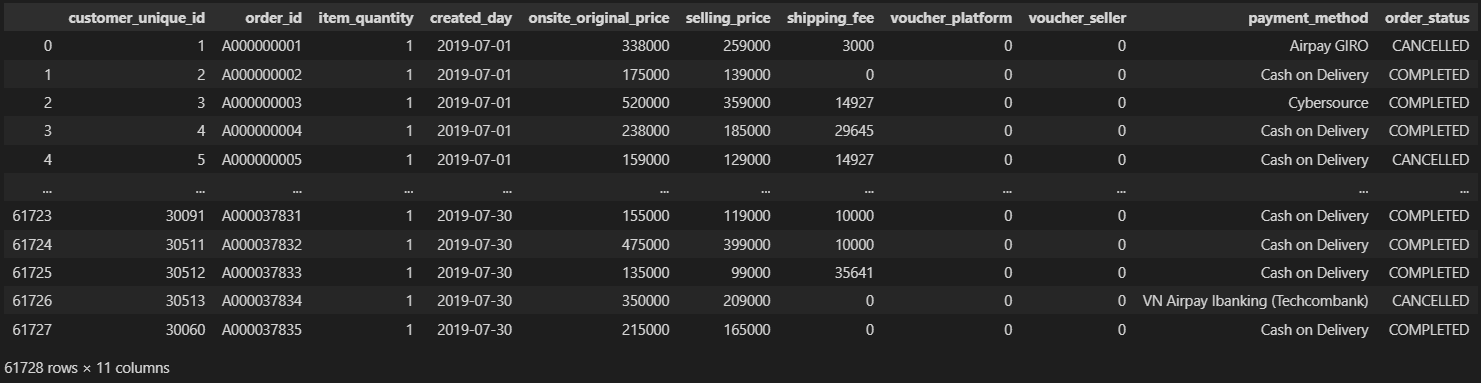 customer_unique_id order_id item_quantity created_day onsite_original_price selling_price shipping_fee voucher_platform voucher_seller payment_method order_status
0 1 A000000001 1 2019-07-01 338000 259000 3000 0 0 Airpay GIRO CANCELLED
1 2 A000000002 1 2019-07-01 175000 139000 0 0 0 Cash on Delivery COMPLETED
2 3 A000000003 1 2019-07-01 520000 359000 14927 0 0 Cybersource COMPLETED
3 4 A000000004 1 2019-07-01 238000 185000 29645 0 0 Cash on Delivery COMPLETED
4 5 A000000005 1 2019-07-01 159000 129000 14927 0 0 Cash on Delivery CANCELLED
... ... ... ... ... ... ... ... ... ... ... ...
61723 30091 A000037831 1 2019-07-30 155000 119000 10000 0 0 Cash on Delivery COMPLETED
61724 30511 A000037832 1 2019-07-30 475000 399000 10000 0 0 Cash on Delivery COMPLETED
61725 30512 A000037833 1 2019-07-30 135000 99000 35641 0 0 Cash on Delivery COMPLETED
61726 30513 A000037834 1 2019-07-30 350000 209000 0 0 0 VN Airpay Ibanking (Techcombank) CANCELLED
61727 30060 A000037835 1 2019-07-30 215000 165000 0 0 0 Cash on Delivery COMPLETED
61728 rows × 11 columns